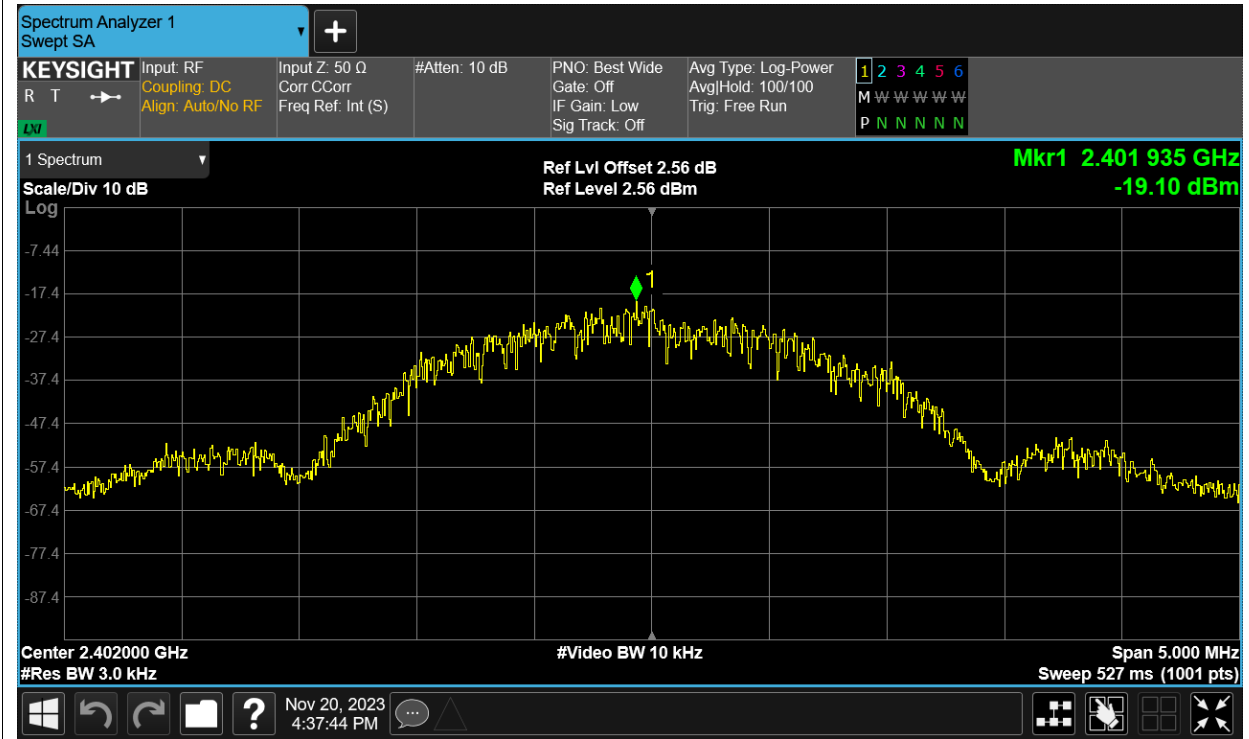 Spectrum Analyzer 1
Swept SA
+
KEYSIGHT
R T
LXI
Input: RF
Coupling: DC
Align: Auto/No RF
Input Z: 50 Ω
Corr CCorr
Freq Ref: Int (S)
#Atten: 10 dB
PNO: Best Wide
Gate: Off
IF Gain: Low
Sig Track: Off
Avg Type: Log-Power
Avg|Hold: 100/100
Trig: Free Run
1 2 3 4 5 6
M W W W W W
P N N N N N
1 Spectrum
Scale/Div 10 dB
Ref Lvl Offset 2.56 dB
Ref Level 2.56 dBm
Mkr1 2.401 935 GHz
-19.10 dBm
Log
-7.44
-17.4
-27.4
-37.4
-47.4
-57.4
-67.4
-77.4
-87.4
1
Center 2.402000 GHz
#Res BW 3.0 kHz
#Video BW 10 kHz
Span 5.000 MHz
Sweep 527 ms (1001 pts)
?
Nov 20, 2023
4:37:44 PM